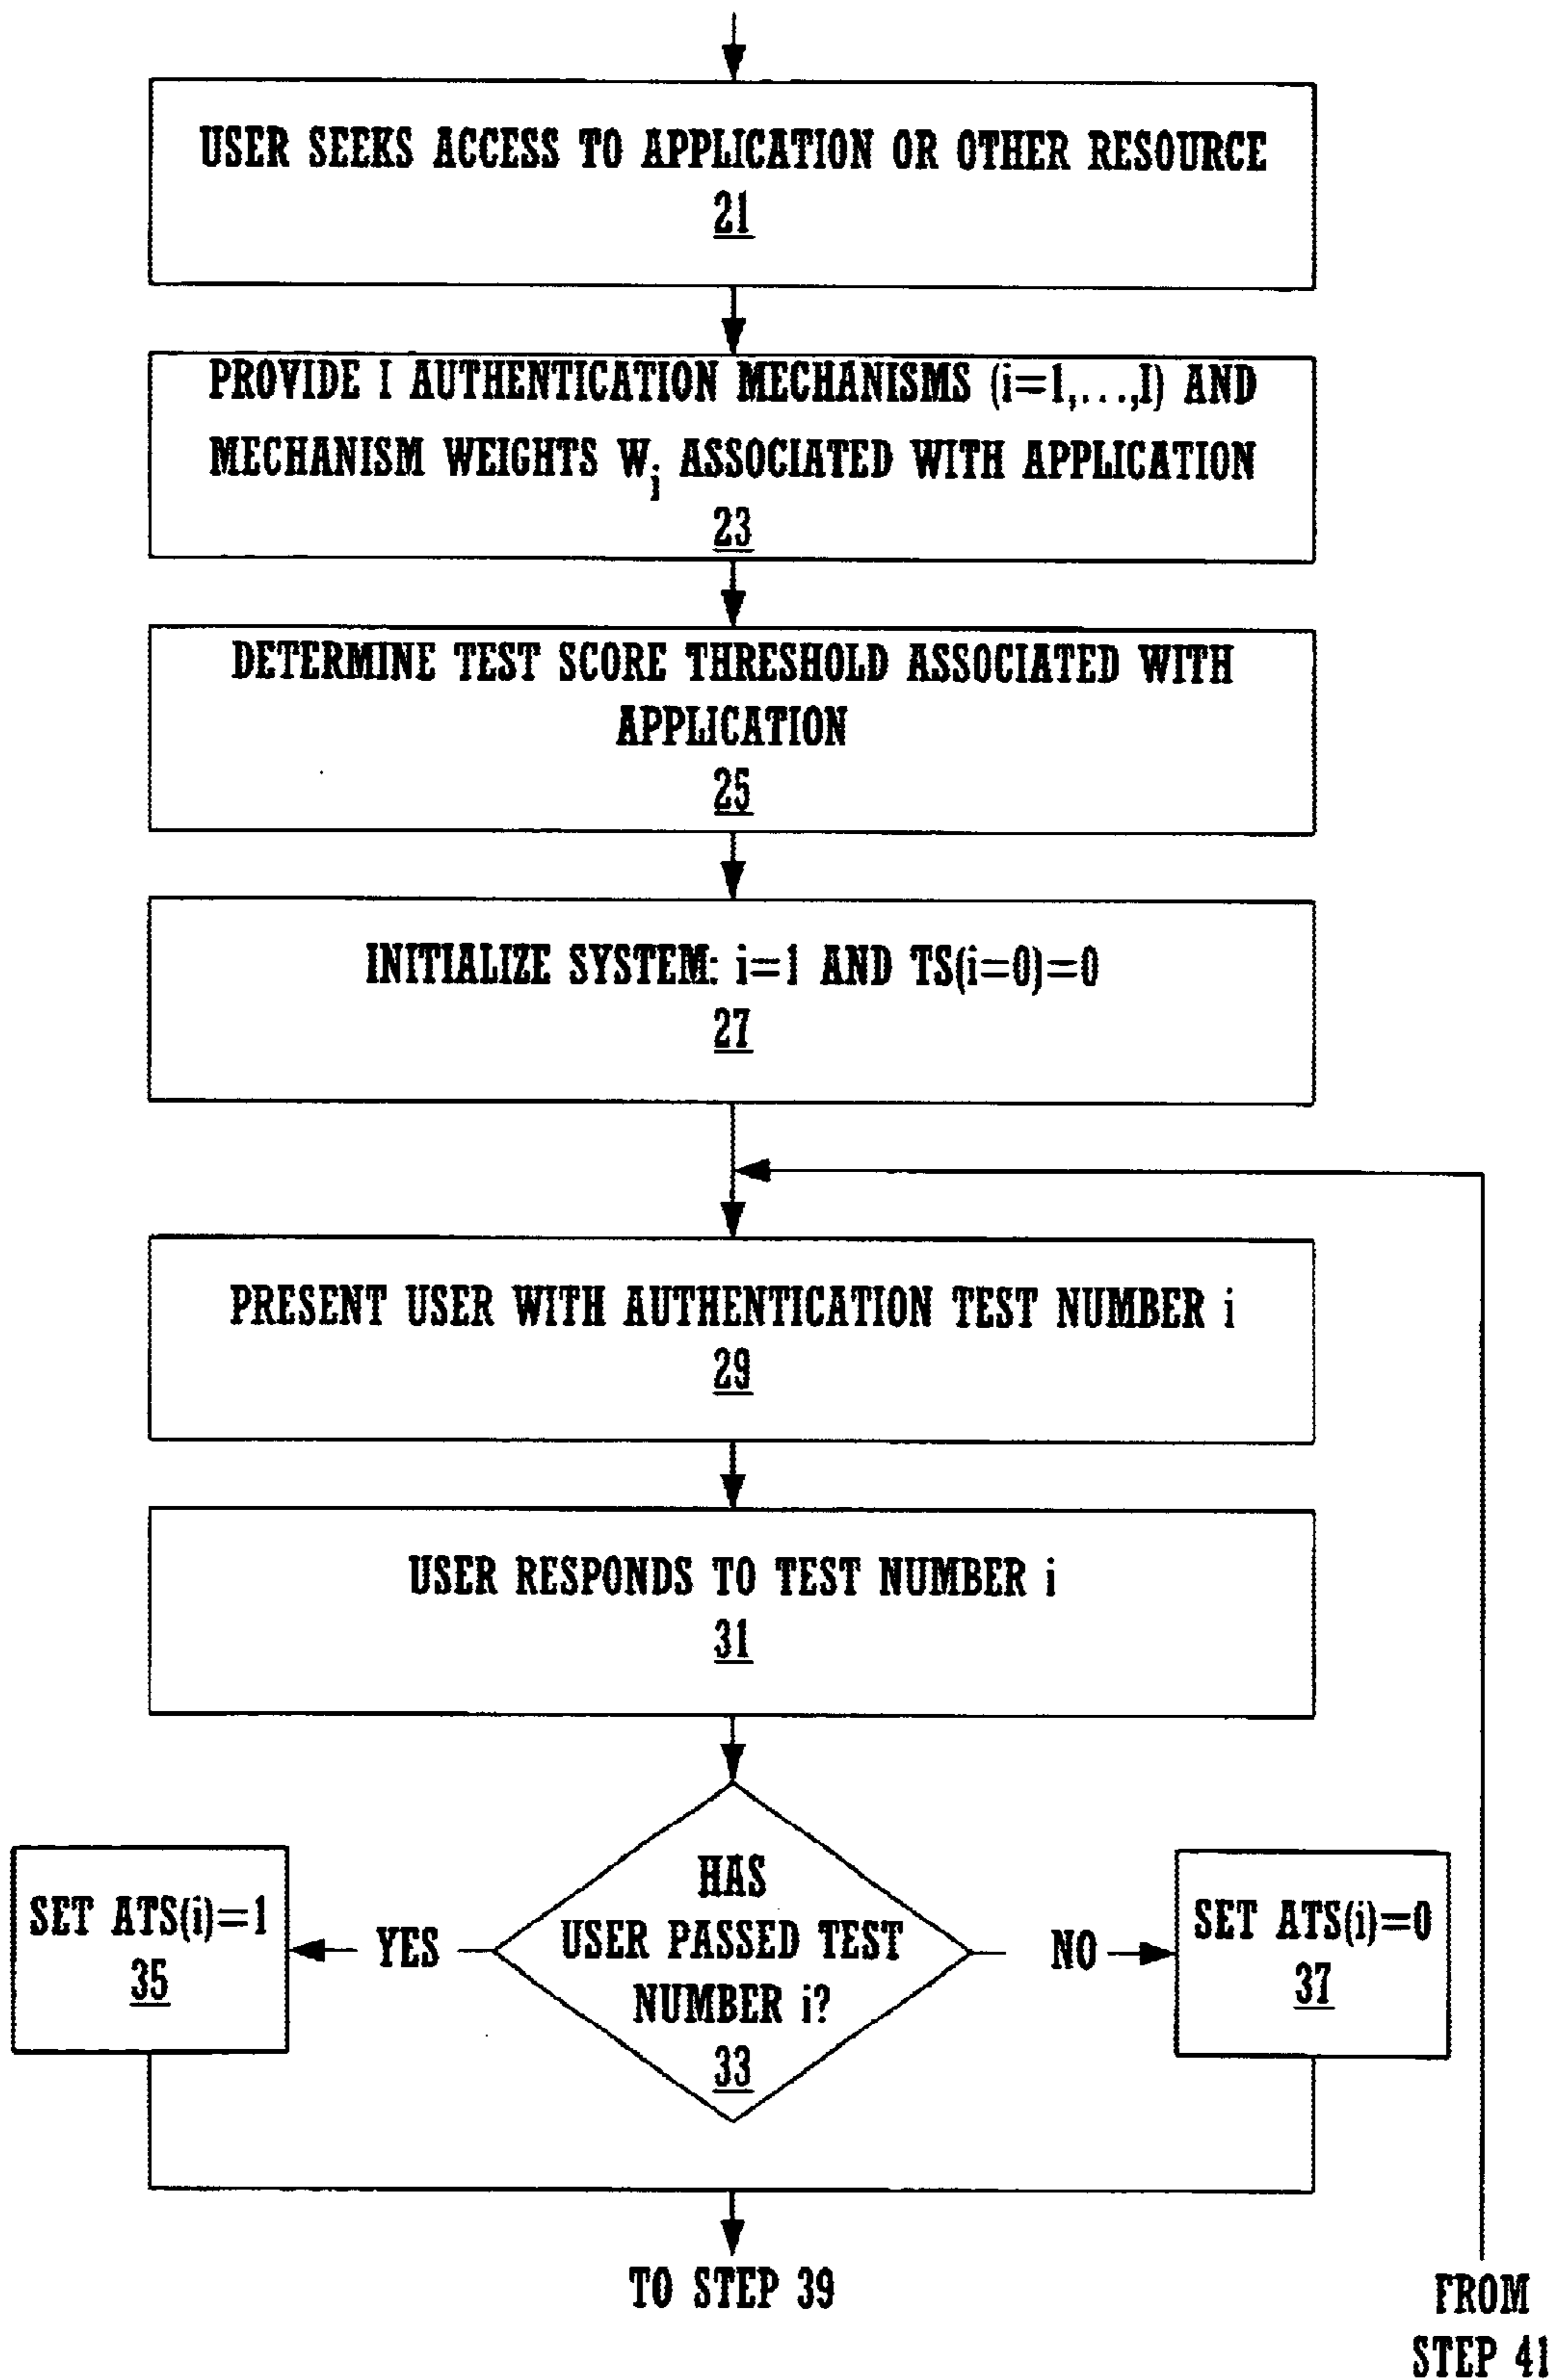 USER SEEKS ACCESS TO APPLICATION OR OTHER RESOURCE
21
PROVIDE I AUTHENTICATION MECHANISMS (i=1,...,I) AND
MECHANISM WEIGHTS Wj ASSOCIATED WITH APPLICATION
23
DETERMINE TEST SCORE THRESHOLD ASSOCIATED WITH
APPLICATION
25
INITIALIZE SYSTEM: i=1 AND TS(i=0)=0
27
PRESENT USER WITH AUTHENTICATION TEST NUMBER i
29
USER RESPONDS TO TEST NUMBER i
31
HAS
USER PASSED TEST
NUMBER i?
33
YES
SET ATS(i)=1
35
NO
SET ATS(i)=0
37
TO STEP 39
FROM
STEP 41